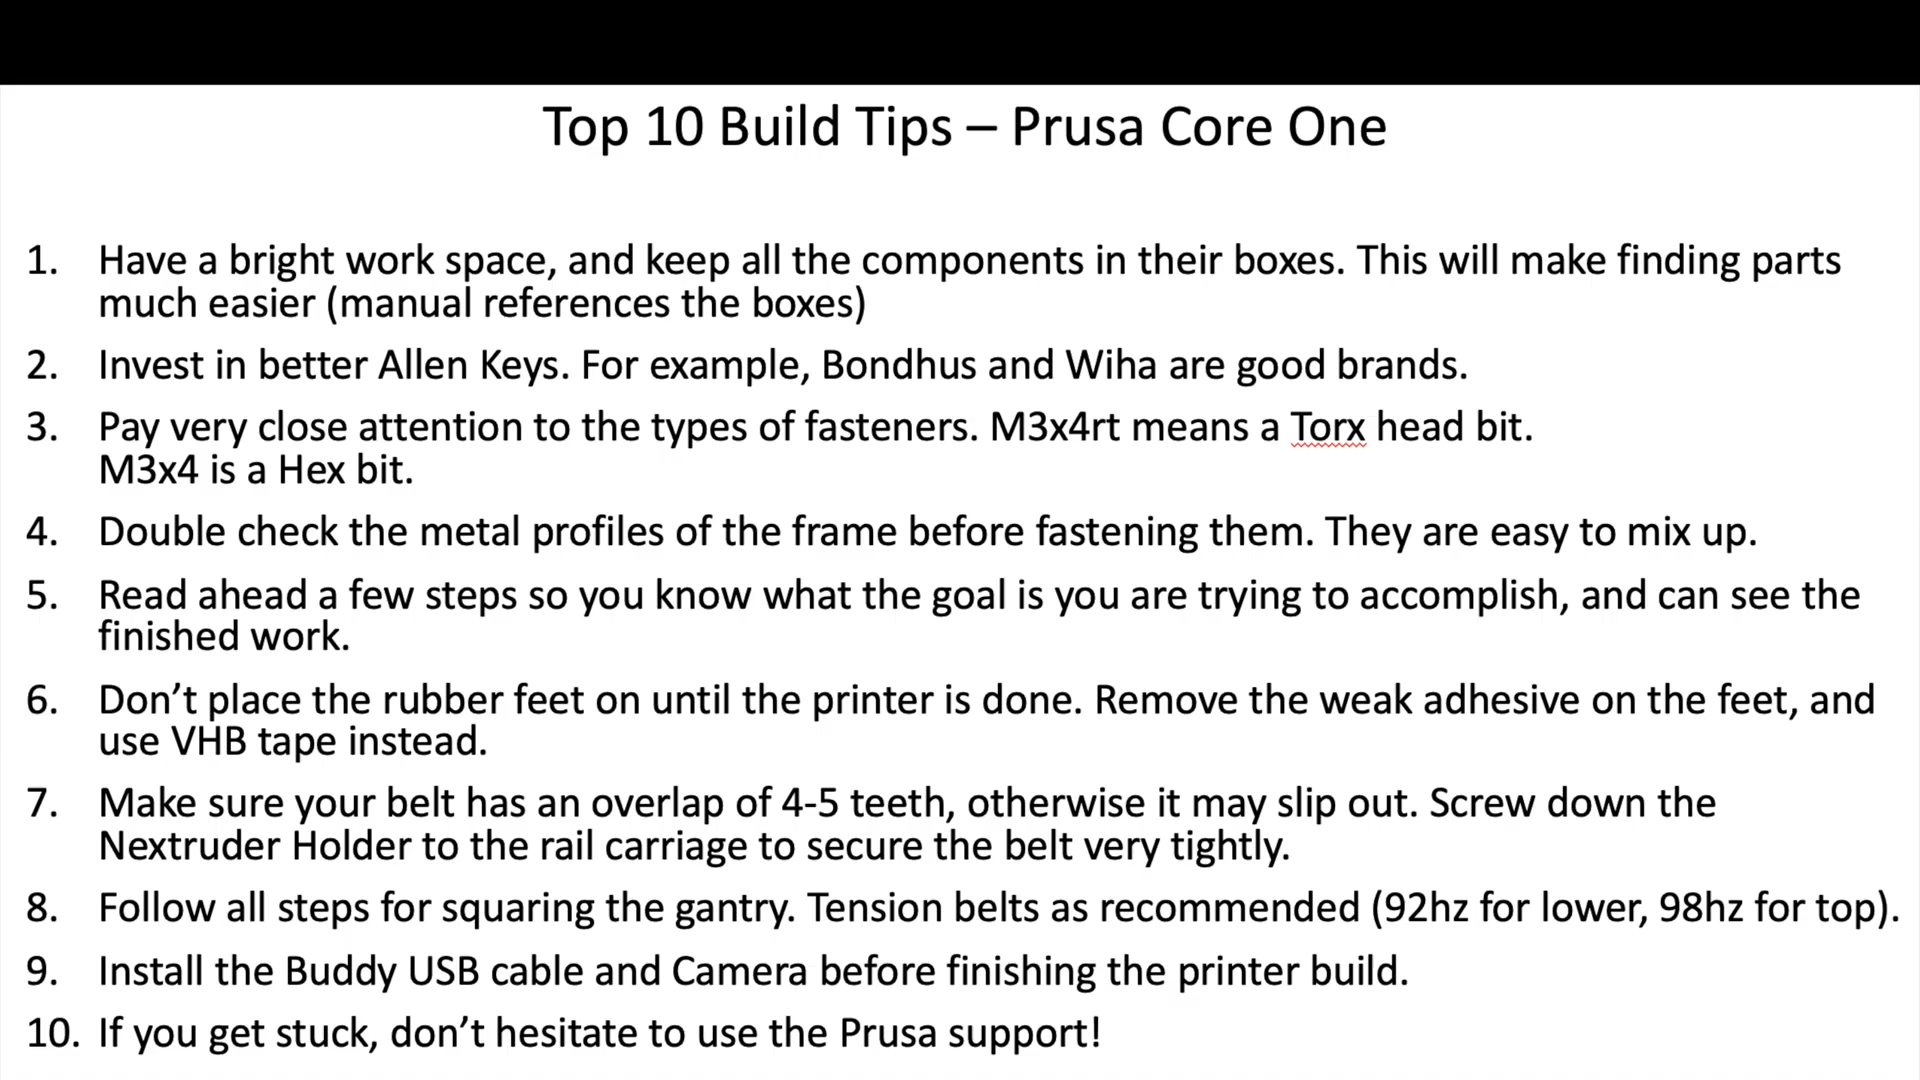 Top 10 Build Tips – Prusa Core One
1. Have a bright work space, and keep all the components in their boxes. This will make finding parts
much easier (manual references the boxes)
2. Invest in better Allen Keys. For example, Bondhus and Wiha are good brands.
3. Pay very close attention to the types of fasteners. M3x4rt means a Torx head bit.
M3x4 is a Hex bit.
4. Double check the metal profiles of the frame before fastening them. They are easy to mix up.
5. Read ahead a few steps so you know what the goal is you are trying to accomplish, and can see the
finished work.
6. Don’t place the rubber feet on until the printer is done. Remove the weak adhesive on the feet, and
use VHB tape instead.
7. Make sure your belt has an overlap of 4-5 teeth, otherwise it may slip out. Screw down the
Nextruder Holder to the rail carriage to secure the belt very tightly.
8. Follow all steps for squaring the gantry. Tension belts as recommended (92hz for lower, 98hz for top).
9. Install the Buddy USB cable and Camera before finishing the printer build.
10. If you get stuck, don’t hesitate to use the Prusa support!